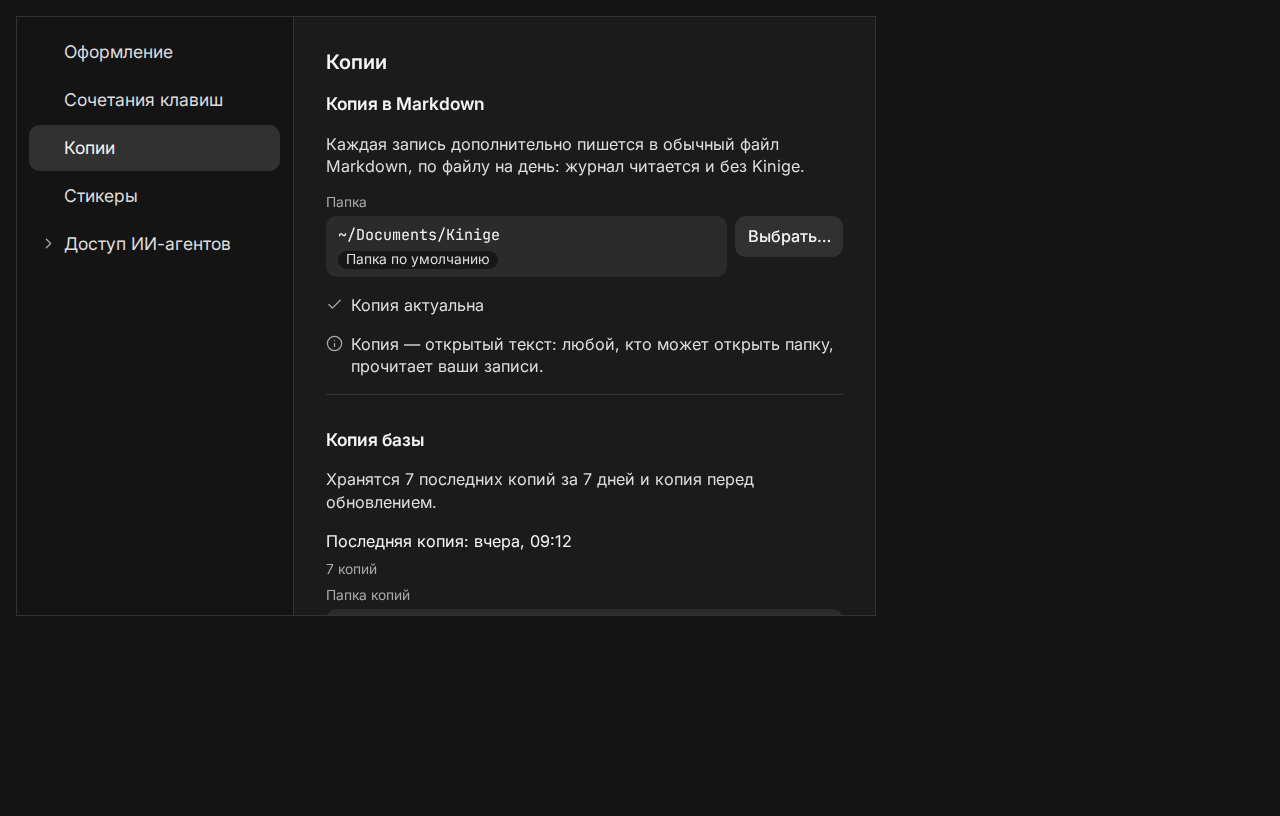 Оформление
Сочетания клавиш
Копии
Стикеры
Доступ ИИ-агентов
Копии
Копия в Markdown
Каждая запись дополнительно пишется в обычный файл
Markdown, по файлу на день: журнал читается и без Kinige.
Папка
~/Documents/Kinige
Папка по умолчанию
Выбрать...
Копия актуальна
Копия — открытый текст: любой, кто может открыть папку,
прочитает ваши записи.
Копия базы
Хранятся 7 последних копий за 7 дней и копия перед
обновлением.
Последняя копия: вчера, 09:12
7 копий
Папка копий